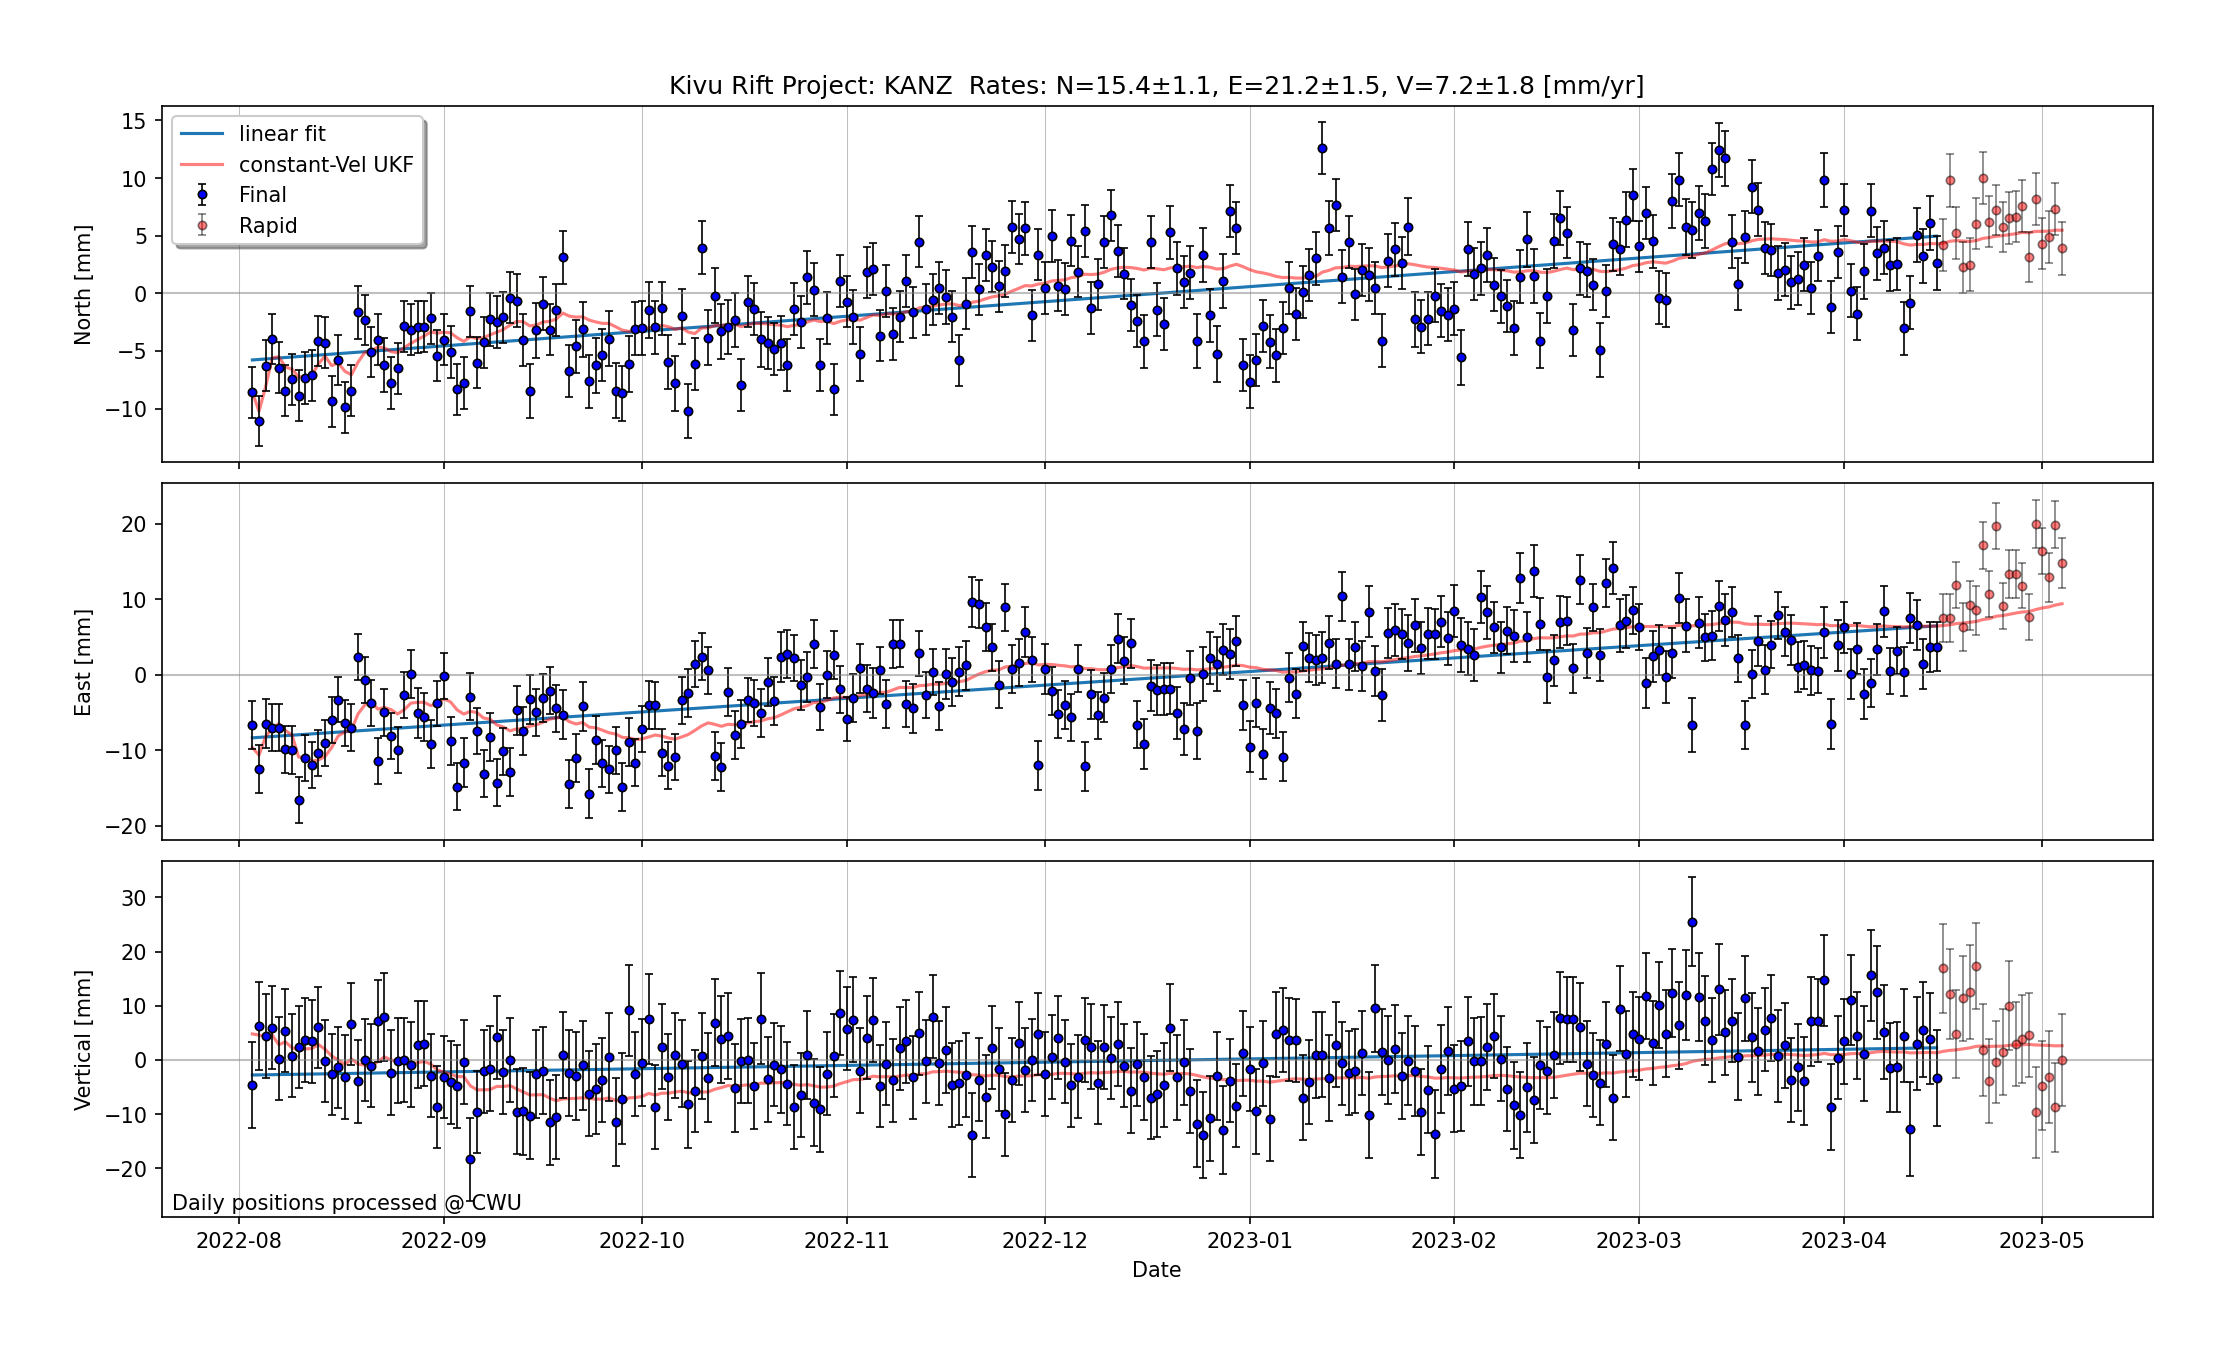 Kivu Rift Project: KANZ  Rates: N=15.4±1.1, E=21.2±1.5, V=7.2±1.8 [mm/yr]
linear fit
constant-Vel UKF
Final
Rapid
North [mm]
15
10
5
0
−5
−10
East [mm]
20
10
0
−10
−20
Vertical [mm]
30
20
10
0
−10
−20
Daily positions processed @ CWU
2022-08 2022-09 2022-10 2022-11 2022-12 2023-01 2023-02 2023-03 2023-04 2023-05
Date